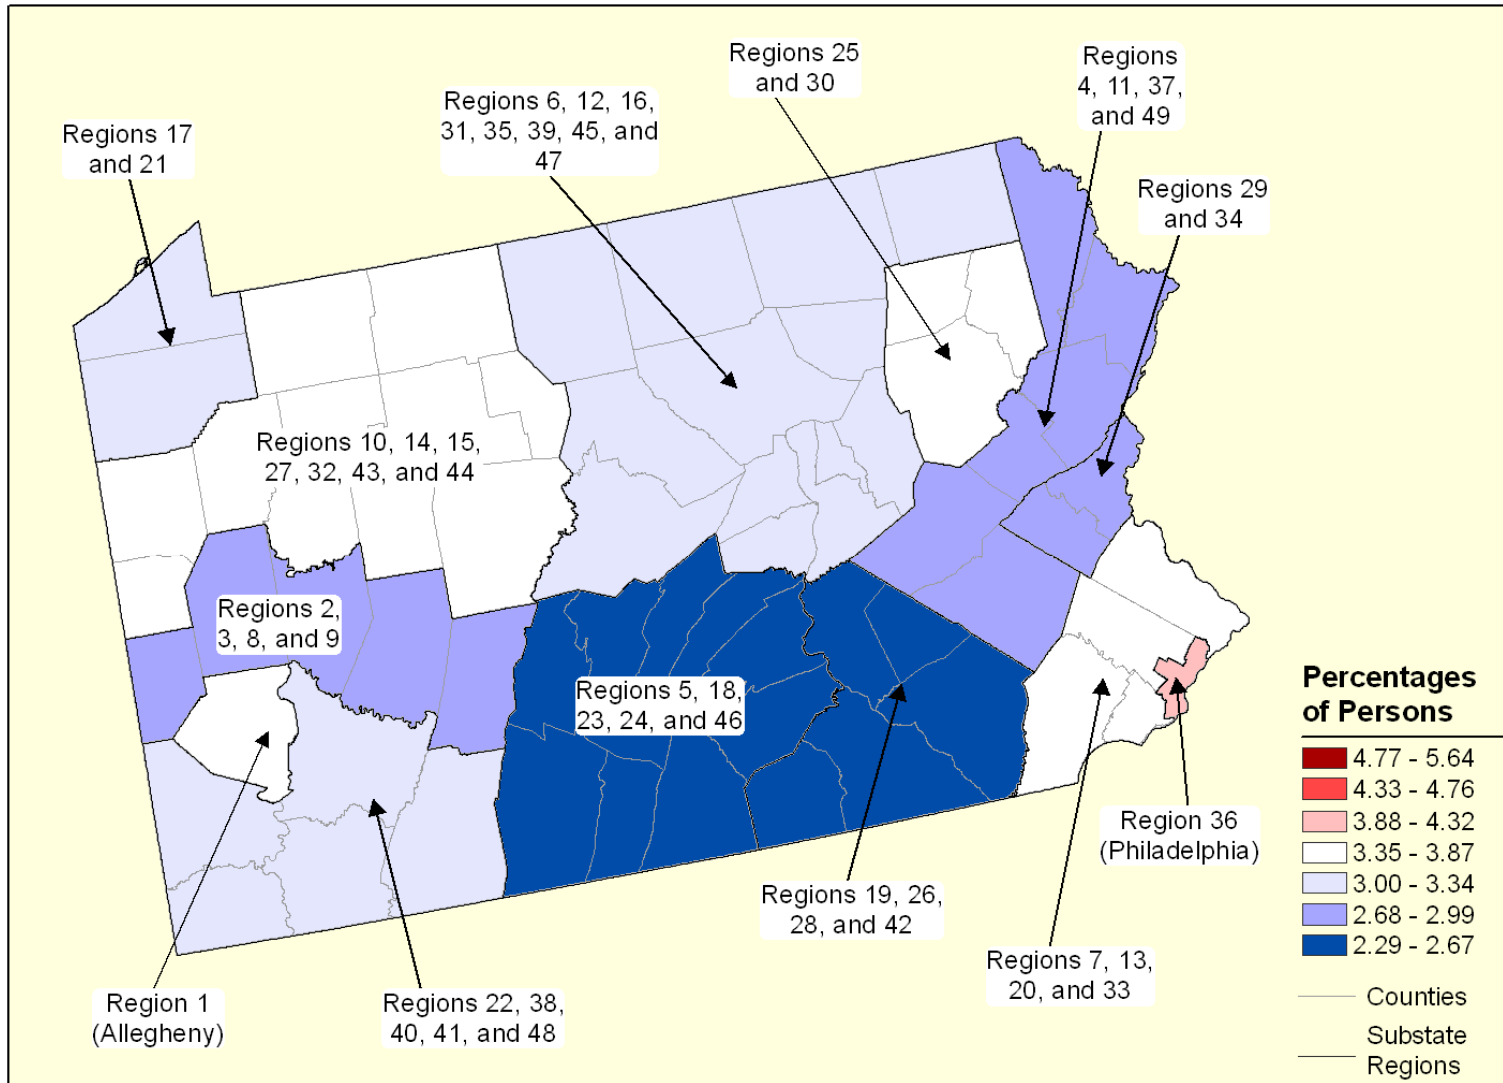 Regions 25
and 30
Regions
4, 11, 37,
and 49
Regions 6, 12, 16,
31, 35, 39, 45, and
47
Regions 17
and 21
Regions 29
and 34
Regions 10, 14, 15,
27, 32, 43, and 44
Regions 2,
3, 8, and 9
Regions 5, 18,
23, 24, and 46
Percentages
of Persons
4.77 - 5.64
4.33 - 4.76
3.88 - 4.32
3.35 - 3.87
3.00 - 3.34
2.68 - 2.99
2.29 - 2.67
Counties
Substate
Regions
Region 36
(Philadelphia)
Regions 19, 26,
28, and 42
Regions 7, 13,
20, and 33
Region 1
(Allegheny)
Regions 22, 38,
40, 41, and 48